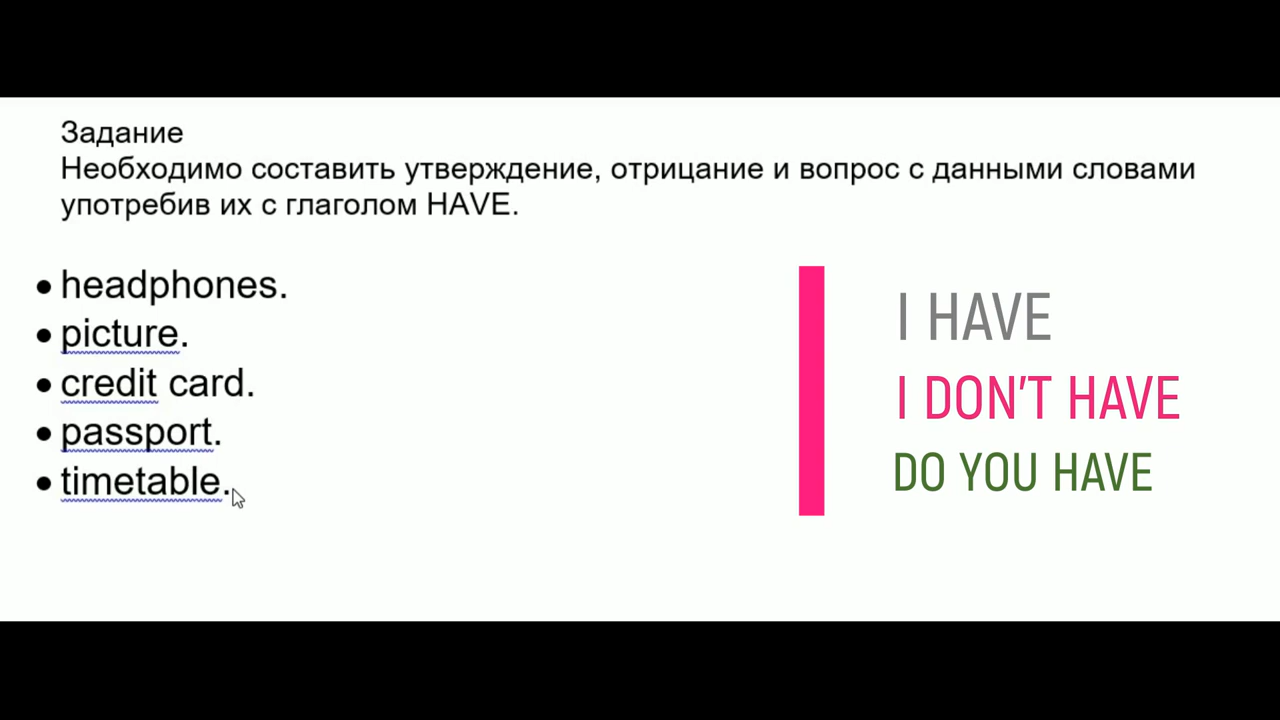 Задание
Необходимо составить утверждение, отрицание и вопрос с данными словами
употребив их с глаголом HAVE.
• headphones.
• picture.
• credit card.
• passport.
• timetable.
I HAVE
I DON'T HAVE
DO YOU HAVE